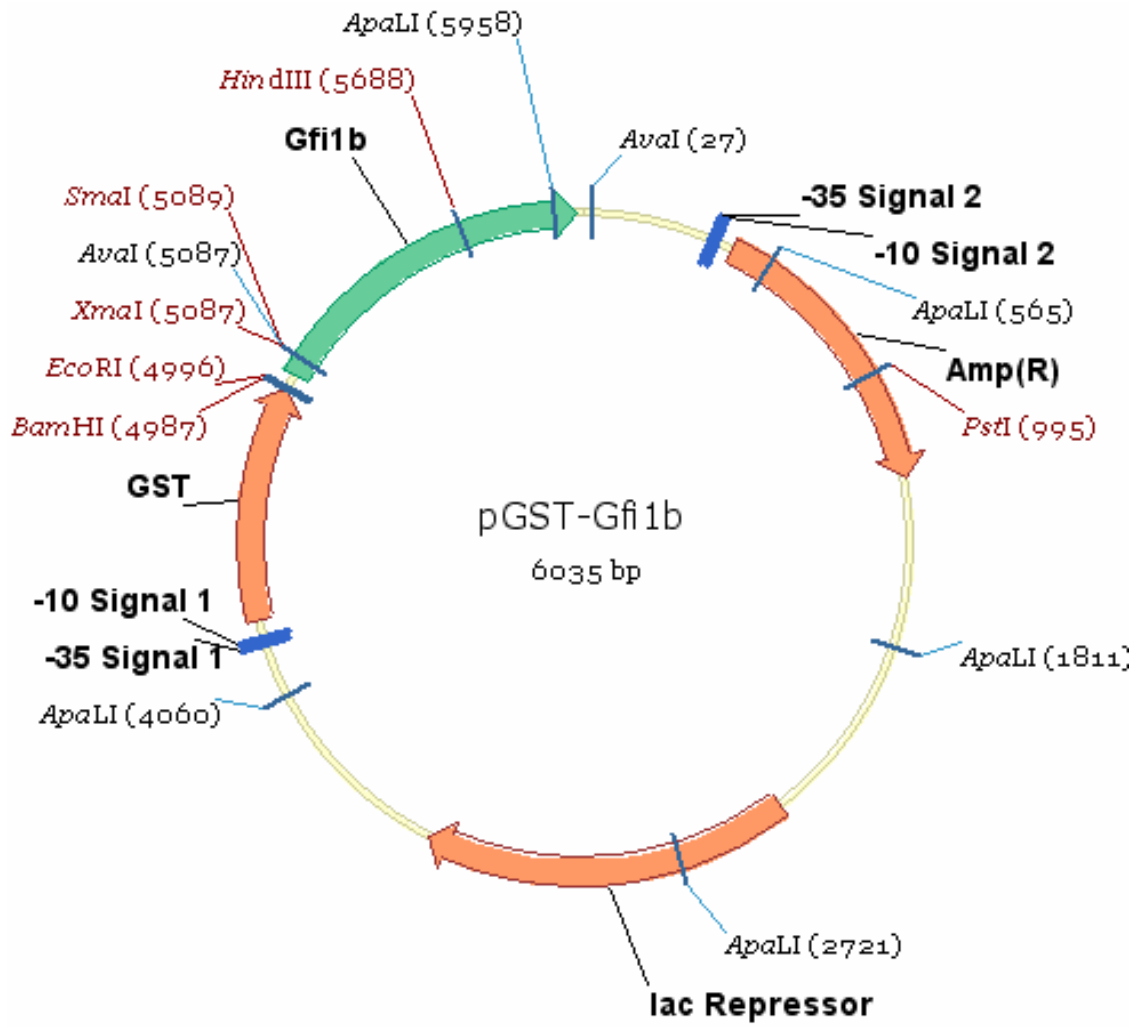 ApaLI (5958)
HindIII (5688)
Gfi1b
AvaI (27)
SmaI (5089)
-35 Signal 2
AvaI (5087)
-10 Signal 2
XmaI (5087)
ApaLI (565)
EcoRI (4996)
Amp(R)
BamHI (4987)
PstI (995)
GST
pGST-Gfi1b
6035 bp
-10 Signal 1
-35 Signal 1
ApaLI (1811)
ApaLI (4060)
ApaLI (2721)
lac Repressor